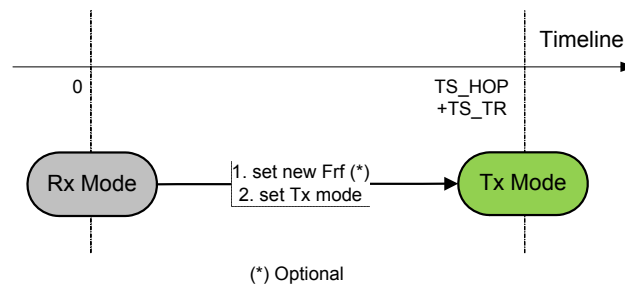 Timeline
0
TS_HOP
+TS_TR
Rx Mode
1. set new Frf (*)
2. set Tx mode
Tx Mode
(*) Optional